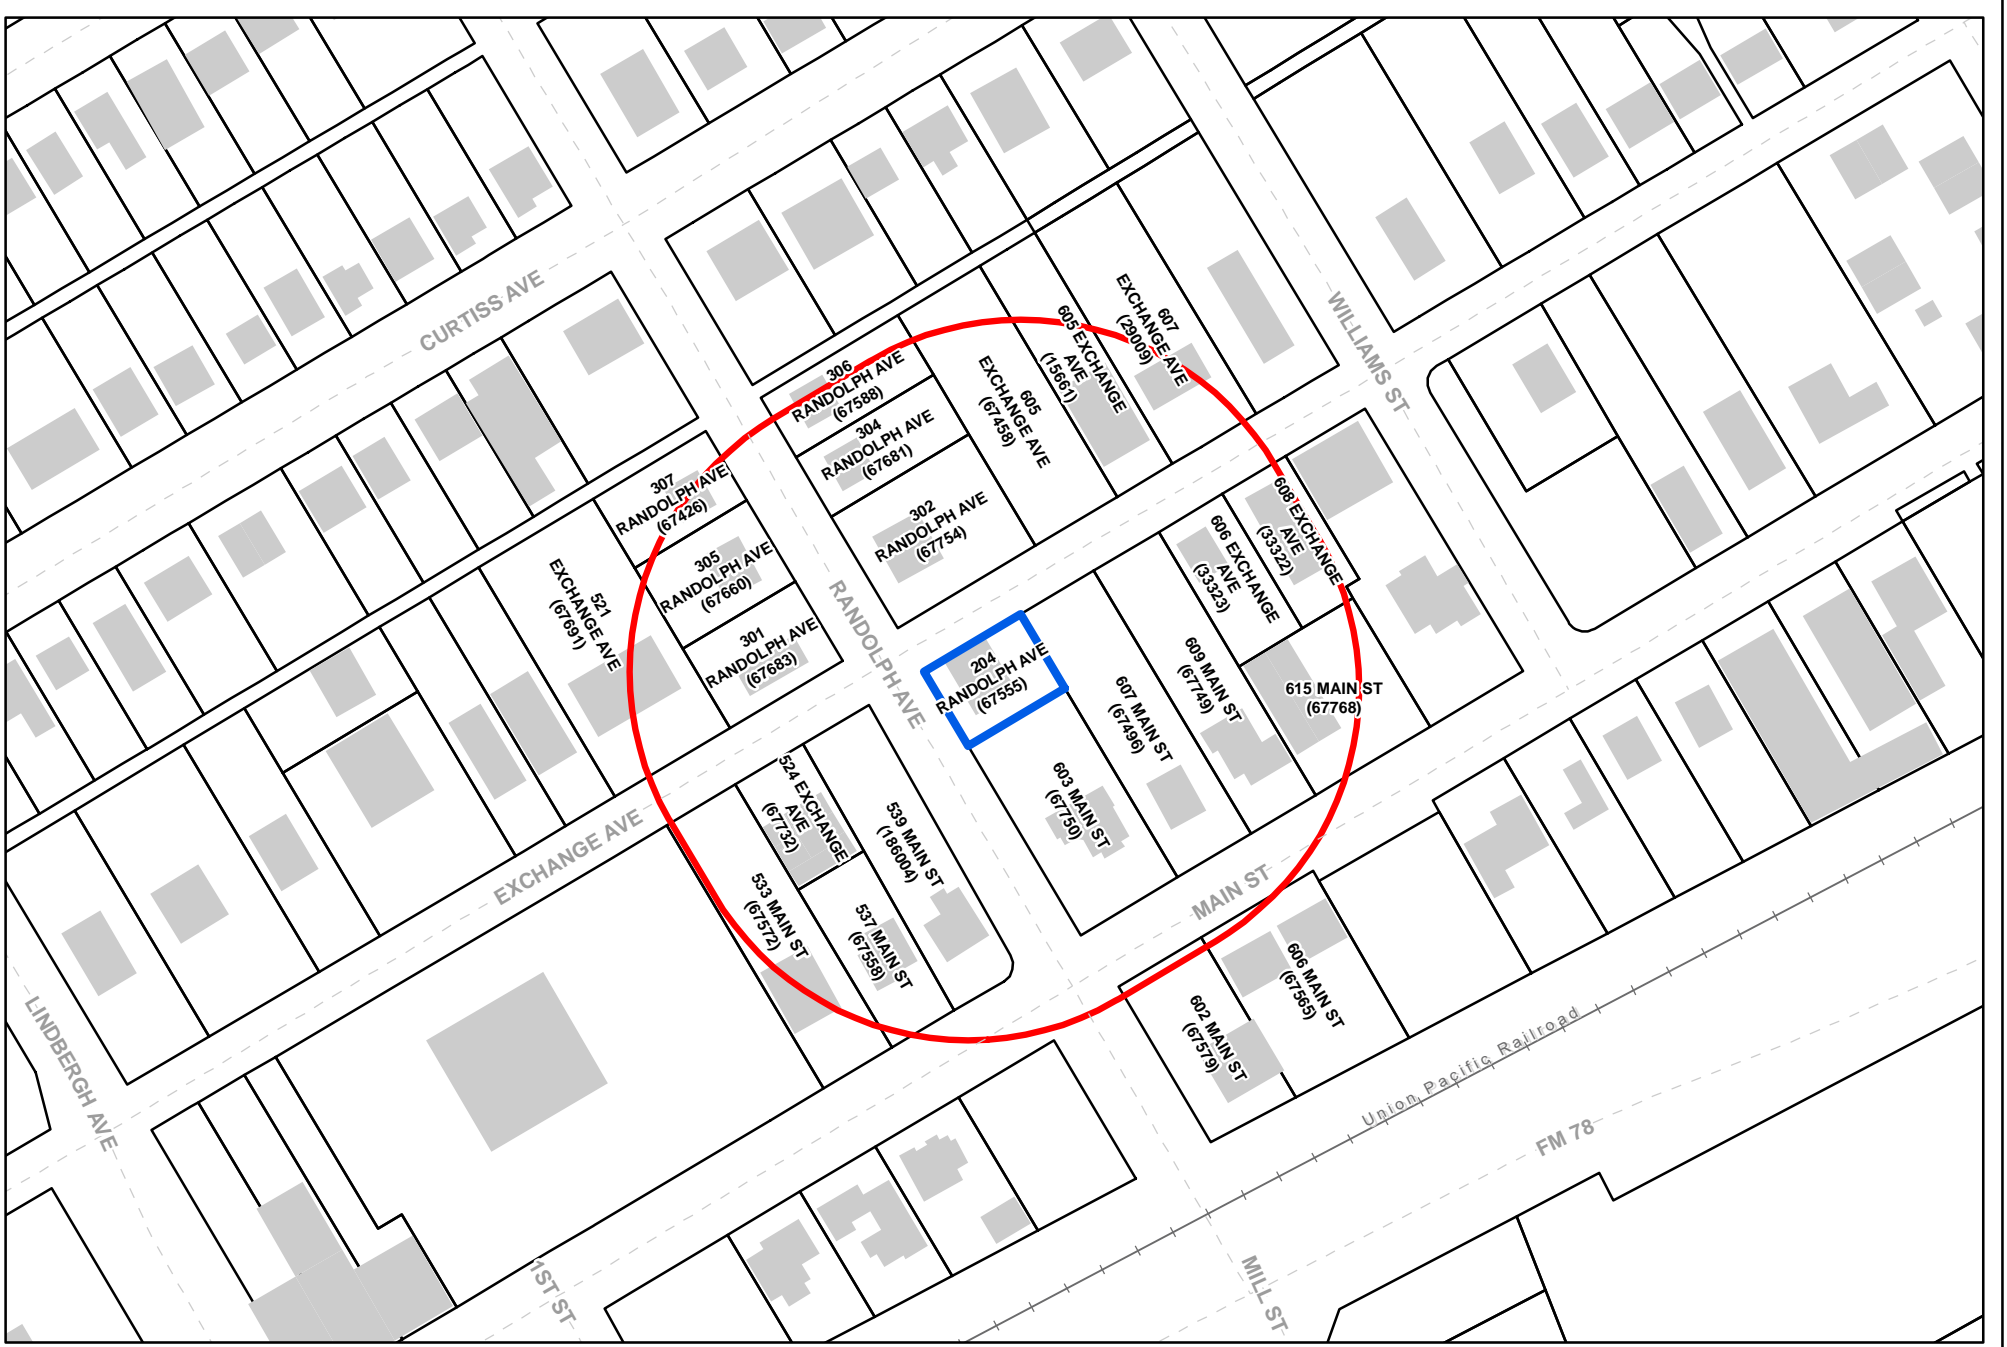 CURTISS AVE
WILLIAMS ST
607
EXCHANGE AVE
(29009)
605 EXCHANGE
AVE
(15661)
605
EXCHANGE AVE
(67458)
306
RANDOLPH AVE
(67588)
304
RANDOLPH AVE
(67681)
302
RANDOLPH AVE
(67754)
307
RANDOLPH AVE
(67426)
305
RANDOLPH AVE
(67660)
301
RANDOLPH AVE
(67683)
521
EXCHANGE AVE
(67691)
RANDOLPH AVE
204
RANDOLPH AVE
(67555)
608 EXCHANGE
AVE
(33322)
606 EXCHANGE
AVE
(33323)
609 MAIN ST
(67749)
615 MAIN ST
(67768)
607 MAIN ST
(67496)
603 MAIN ST
(67750)
524 EXCHANGE
AVE
(67732)
539 MAIN ST
(186004)
533 MAIN ST
(67572)
537 MAIN ST
(67558)
EXCHANGE AVE
MAIN ST
606 MAIN ST
(67565)
602 MAIN ST
(67579)
LINDBERGH AVE
Union Pacific Railroad
FM 78
1ST ST
MILL ST